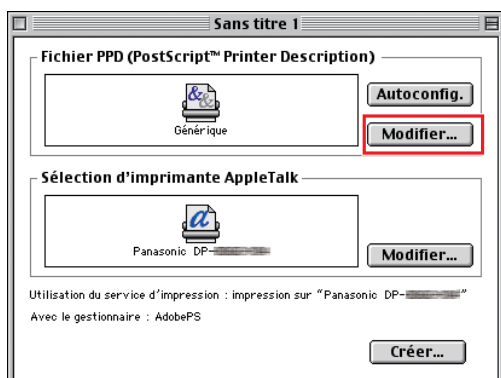 Sans titre 1
Fichier PPD (PostScript™ Printer Description)
Générique
Autoconfig.
Modifier...
Sélection d'imprimante AppleTalk
Panasonic DP-
Modifier...
Utilisation du service d'impression : impression sur "Panasonic DP- "
Avec le gestionnaire : AdobePS
Créer...